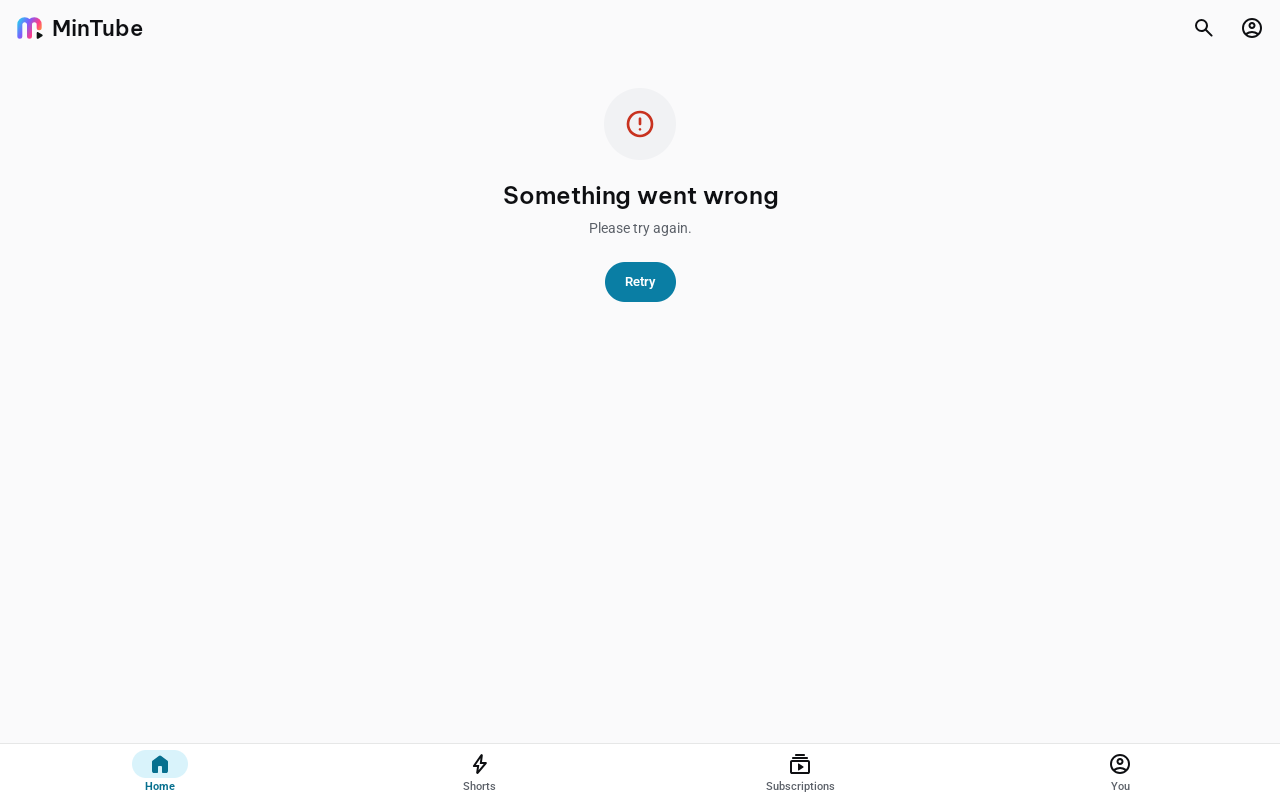 MinTube
Something went wrong
Please try again.
Retry
Home
Shorts
Subscriptions
You